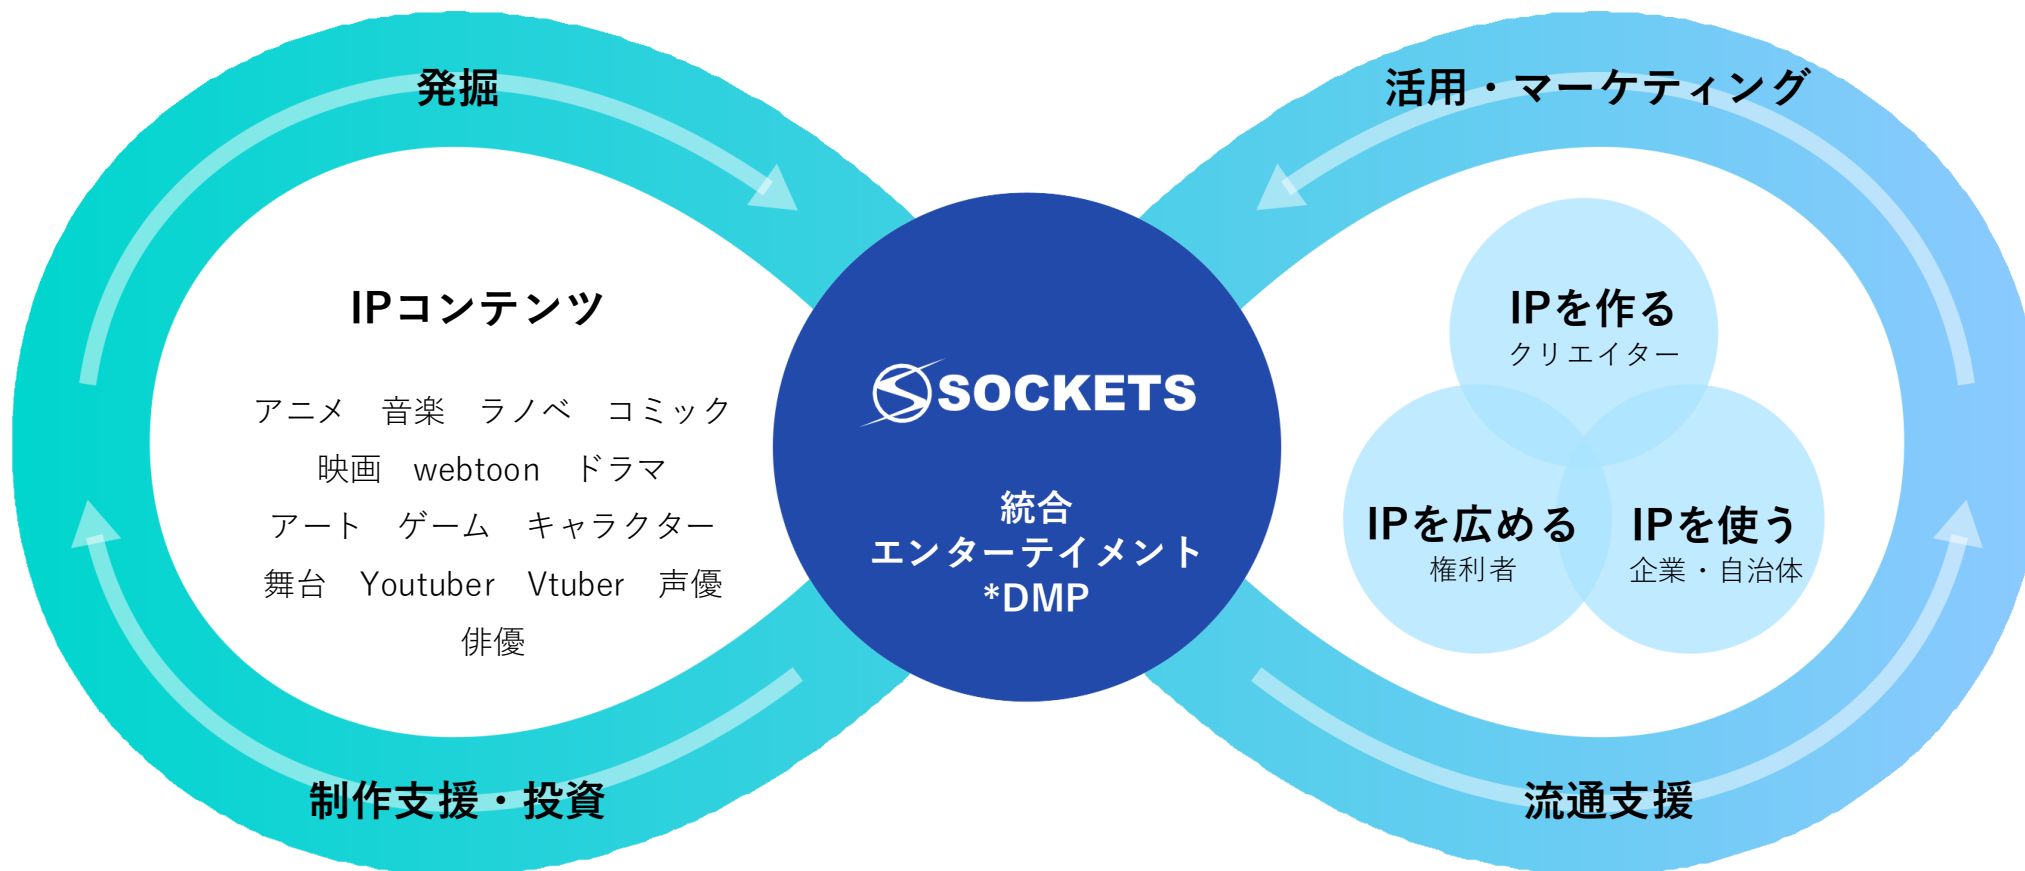 発掘
活用・マーケティング
IPコンテンツ
アニメ　音楽　ラノベ　コミック
映画　webtoon　ドラマ
アート　ゲーム　キャラクター
舞台　Youtuber　Vtuber　声優
俳優
SOCKETS
統合
エンターテイメント
*DMP
IPを作る
クリエイター
IPを広める
権利者
IPを使う
企業・自治体
制作支援・投資
流通支援